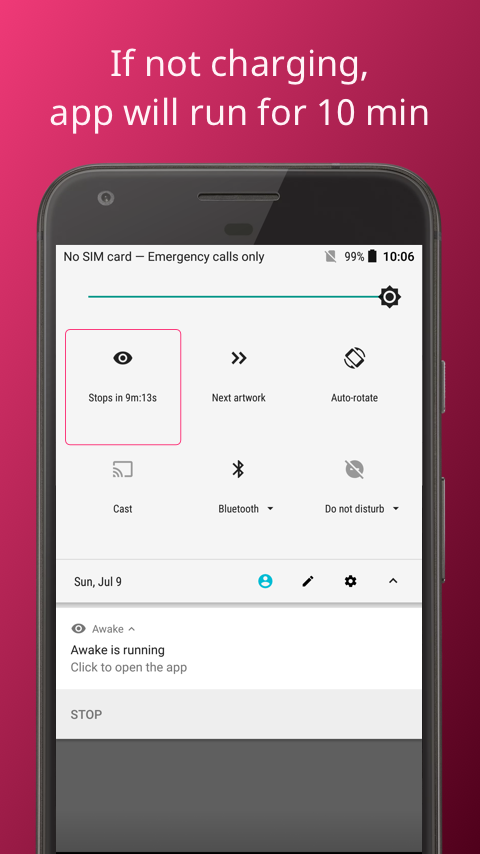 If not charging,
app will run for 10 min
No SIM card — Emergency calls only 99% 10:06
Stops in 9m:13s Next artwork Auto-rotate
Cast Bluetooth Do not disturb
Sun, Jul 9
Awake
Awake is running
Click to open the app
STOP